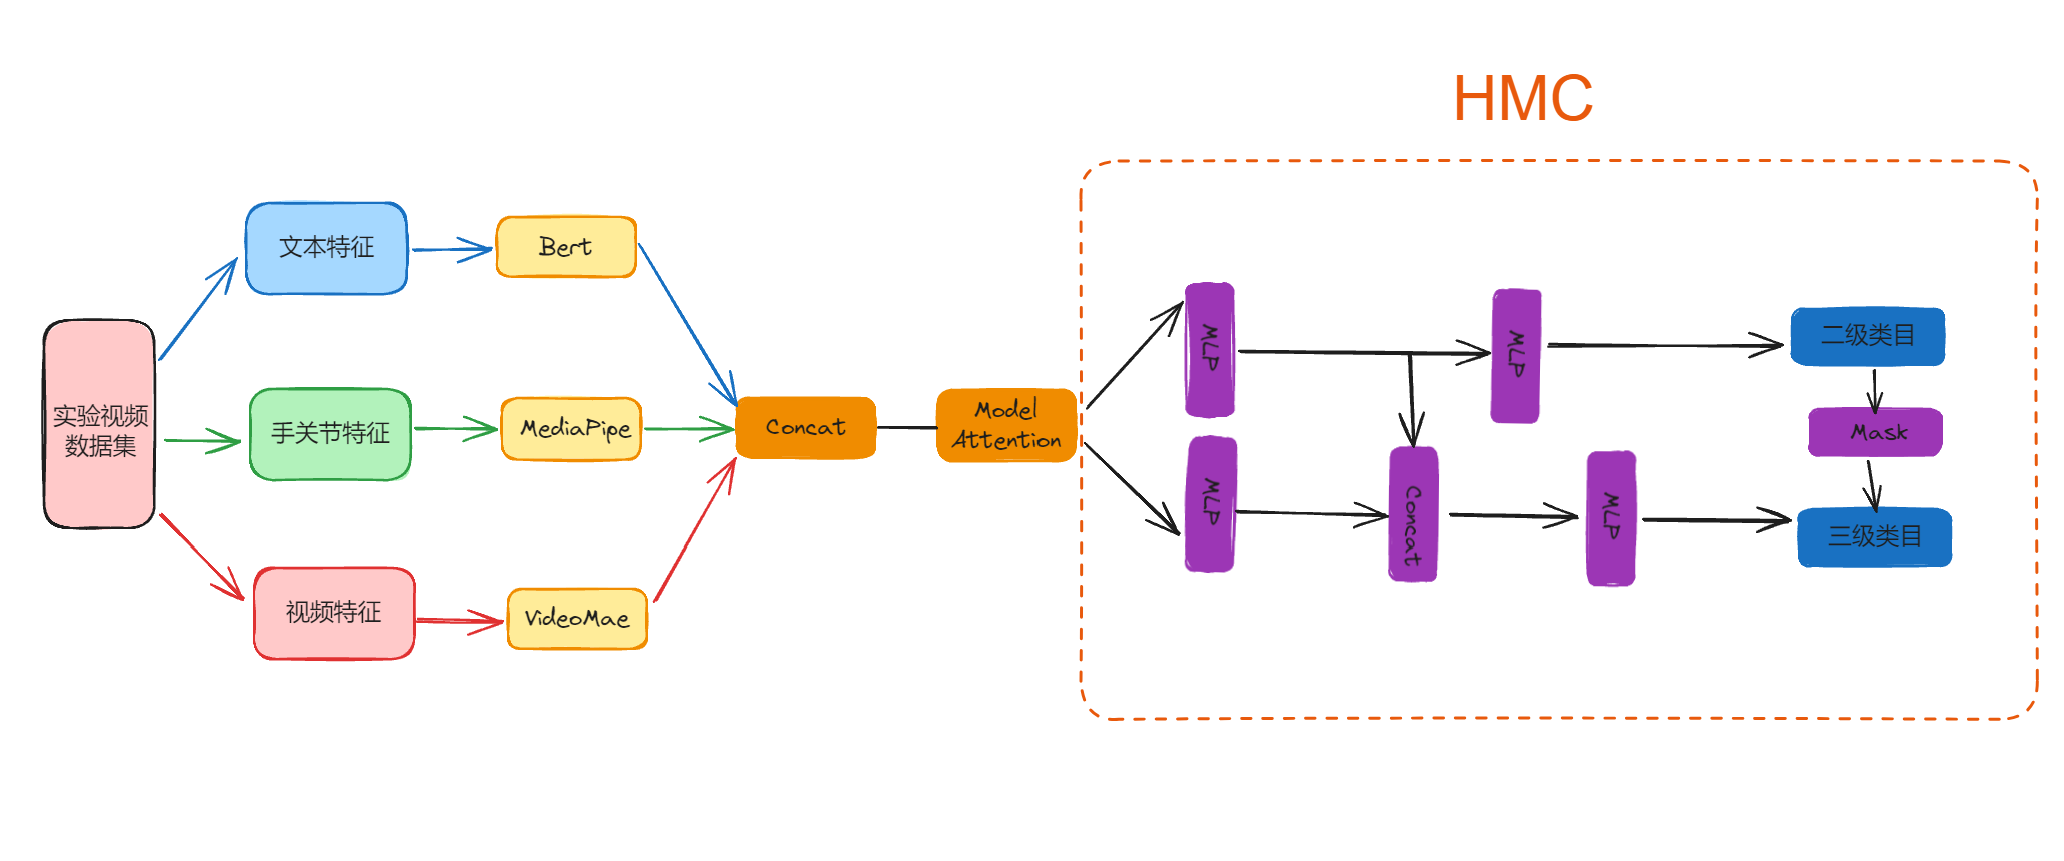 HMC
实验视频
数据集
文本特征
手关节特征
视频特征
Bert
MediaPipe
VideoMae
Concat
Model
Attention
MLP
MLP
MLP
Concat
MLP
二级类目
Mask
三级类目